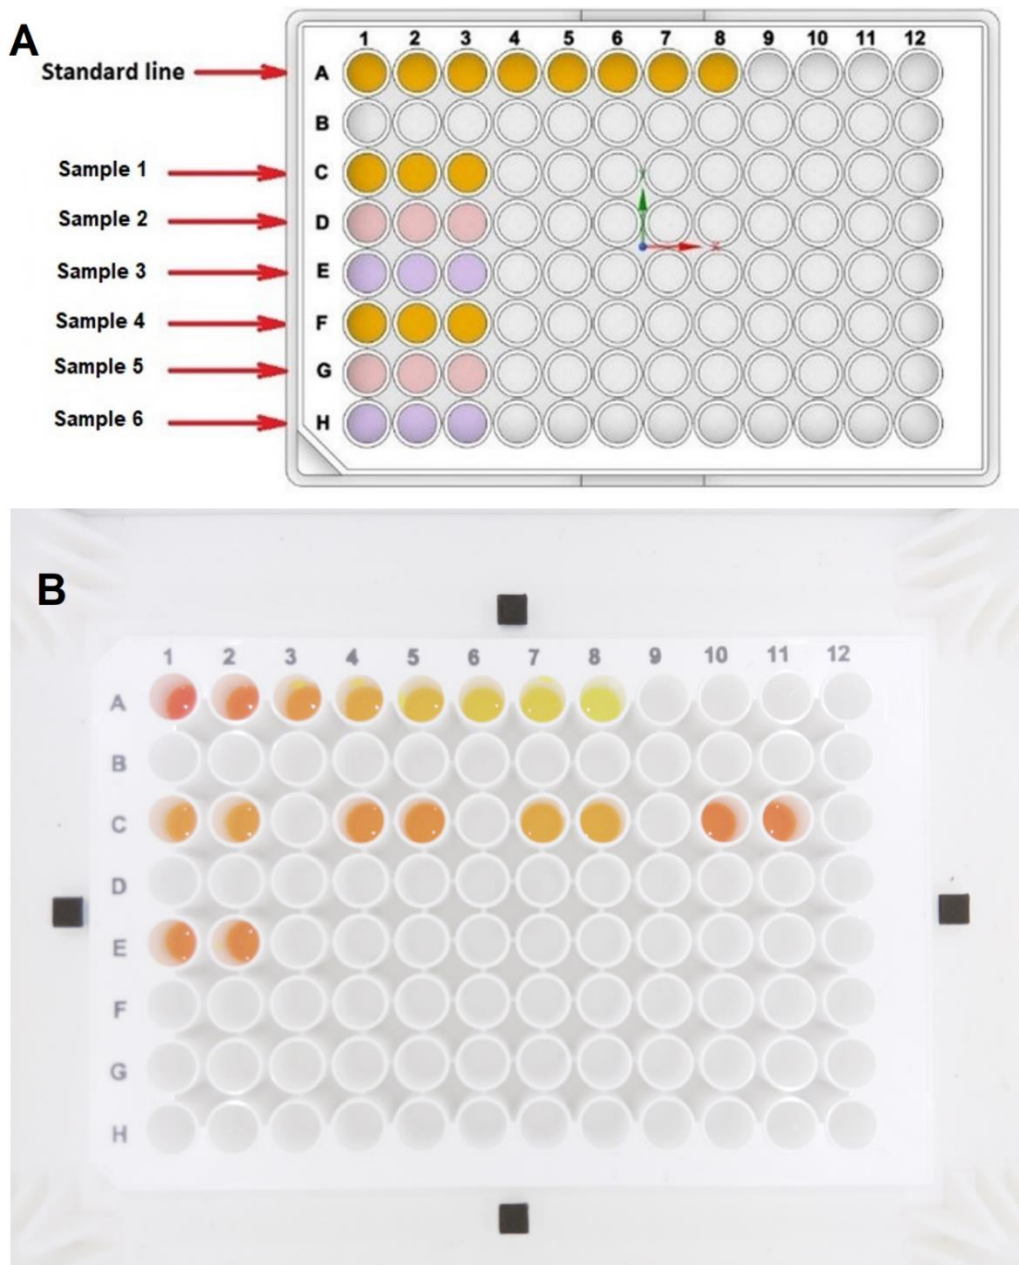 A
1 2 3 4 5 6 7 8 9 10 11 12
Standard line A
B
Sample 1 C
Sample 2 D
Sample 3 E
Sample 4 F
Sample 5 G
Sample 6 H
Y
X
B
1 2 3 4 5 6 7 8 9 10 11 12
A
B
C
D
E
F
G
H